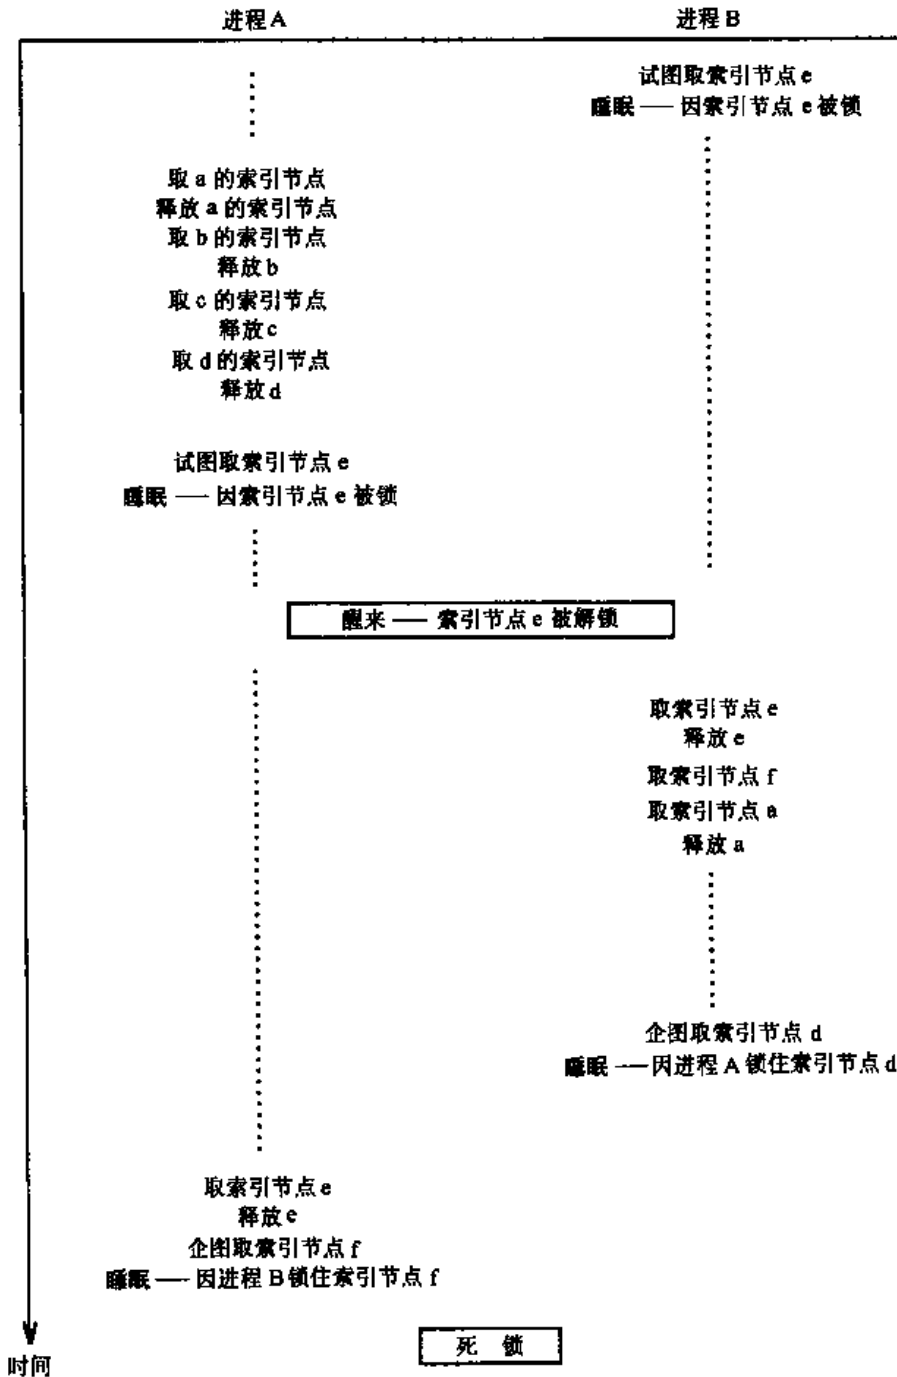 进程A
进程B
试图取索引节点e
睡眠——因索引节点e被锁
取a的索引节点
释放a的索引节点
取b的索引节点
释放b
取c的索引节点
释放c
取d的索引节点
释放d
试图取索引节点e
睡眠——因索引节点e被锁
醒来——索引节点e被解锁
取索引节点e
释放e
取索引节点f
取索引节点a
释放a
企图取索引节点d
睡眠——因进程A锁住索引节点d
取索引节点e
释放e
企图取索引节点f
睡眠——因进程B锁住索引节点f
死 锁
时间